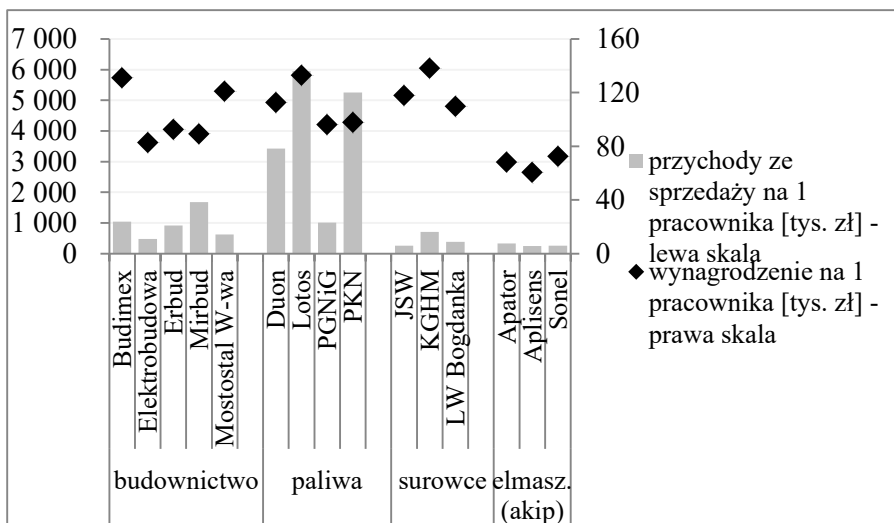 7 000
6 000
5 000
4 000
3 000
2 000
1 000
0
160
120
80
40
0
Budimex
Elektrobudowa
Erbud
Mirbud
Mostostal W-wa
Duon
Lotos
PGNiG
PKN
JSW
KGHM
LW Bogdanka
Apator
Aplisens
Sonel
budownictwo
paliwa
surowce
elmasz.
(akip)
przychody ze
sprzedaży na 1
pracownika [tys. zł] -
lewa skala
wynagrodzenie na 1
pracownika [tys. zł] -
prawa skala